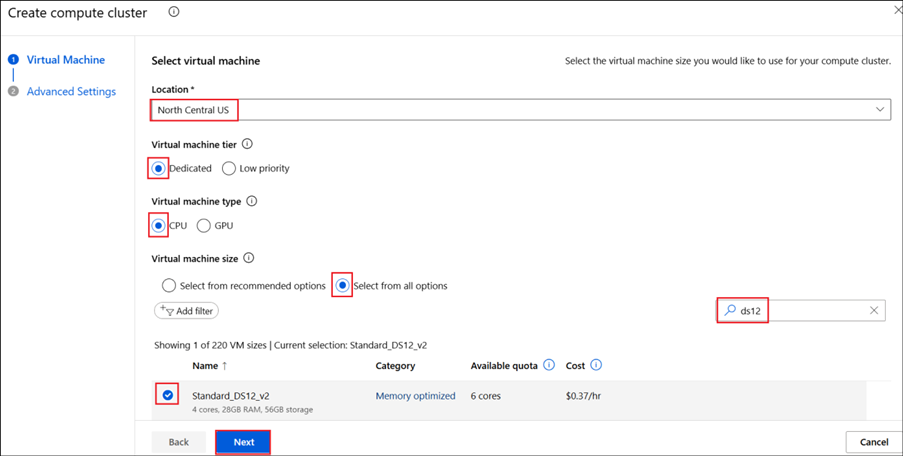 Create compute cluster
1 Virtual Machine
2 Advanced Settings
Select virtual machine
Select the virtual machine size you would like to use for your compute cluster.
Location *
North Central US
Virtual machine tier
Dedicated Low priority
Virtual machine type
CPU GPU
Virtual machine size
Select from recommended options Select from all options
Add filter
ds12
Showing 1 of 220 VM sizes | Current selection: Standard_DS12_v2
Name ↑ Category Available quota Cost
Standard_DS12_v2 Memory optimized 6 cores $0.37/hr
4 cores, 28GB RAM, 56GB storage
Back Next Cancel